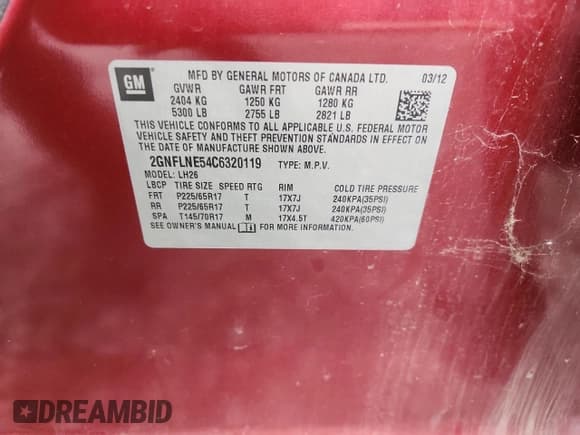 GM
MFD BY GENERAL MOTORS OF CANADA LTD. 03/12
GVWR GAWR FRT GAWR RR
2404 KG 1250 KG 1280 KG
5300 LB 2755 LB 2821 LB
THIS VEHICLE CONFORMS TO ALL APPLICABLE U.S. FEDERAL MOTOR
VEHICLE SAFETY AND THEFT PREVENTION STANDARDS IN EFFECT ON
THE DATE OF MANUFACTURE SHOWN ABOVE.
2GNFLNE54C6320119 TYPE: M.P.V.
MODEL: LH26
LBCP TIRE SIZE SPEED RTG RIM COLD TIRE PRESSURE
FRT P225/65R17 T 17X7J 240KPA(35PSI)
RR P225/65R17 T 17X7J 240KPA(35PSI)
SPA T145/70R17 M 17X4.5T 420KPA(60PSI)
SEE OWNER'S MANUAL FOR MORE INFORMATION.
DREAMBID